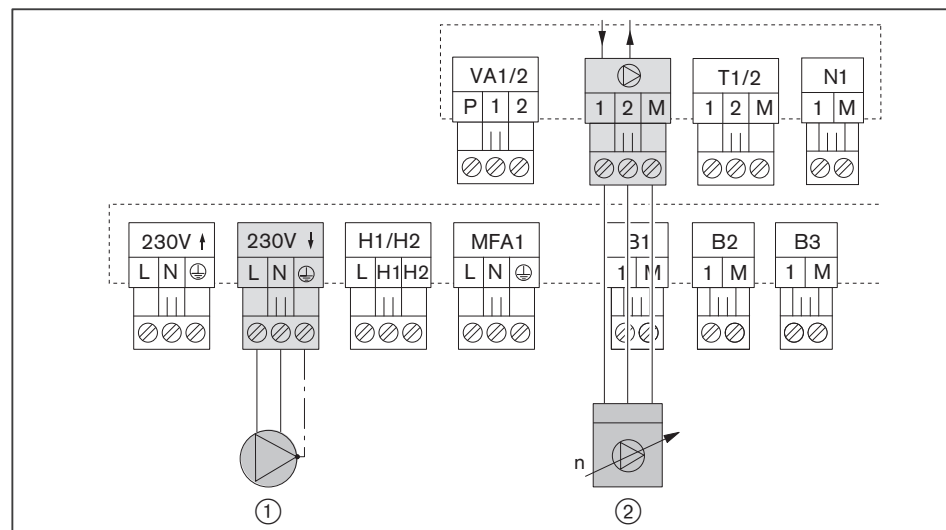 VA1/2
P 1 2
1 2 M
T1/2
1 2 M
N1
1 M
230V
L N
230V
L N
H1/H2
L H1 H2
MFA1
L N
B1
1 M
B2
1 M
B3
1 M
n
1
2